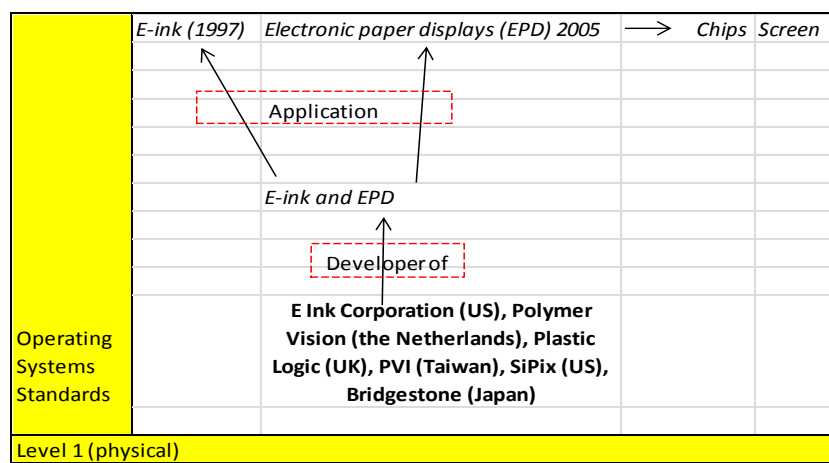 E-ink (1997) Electronic paper displays (EPD) 2005 Chips Screen
Application
E-ink and EPD
Developer of
E Ink Corporation (US), Polymer
Vision (the Netherlands), Plastic
Logic (UK), PVI (Taiwan), SiPix (US),
Bridgestone (Japan)
Operating
Systems
Standards
Level 1 (physical)